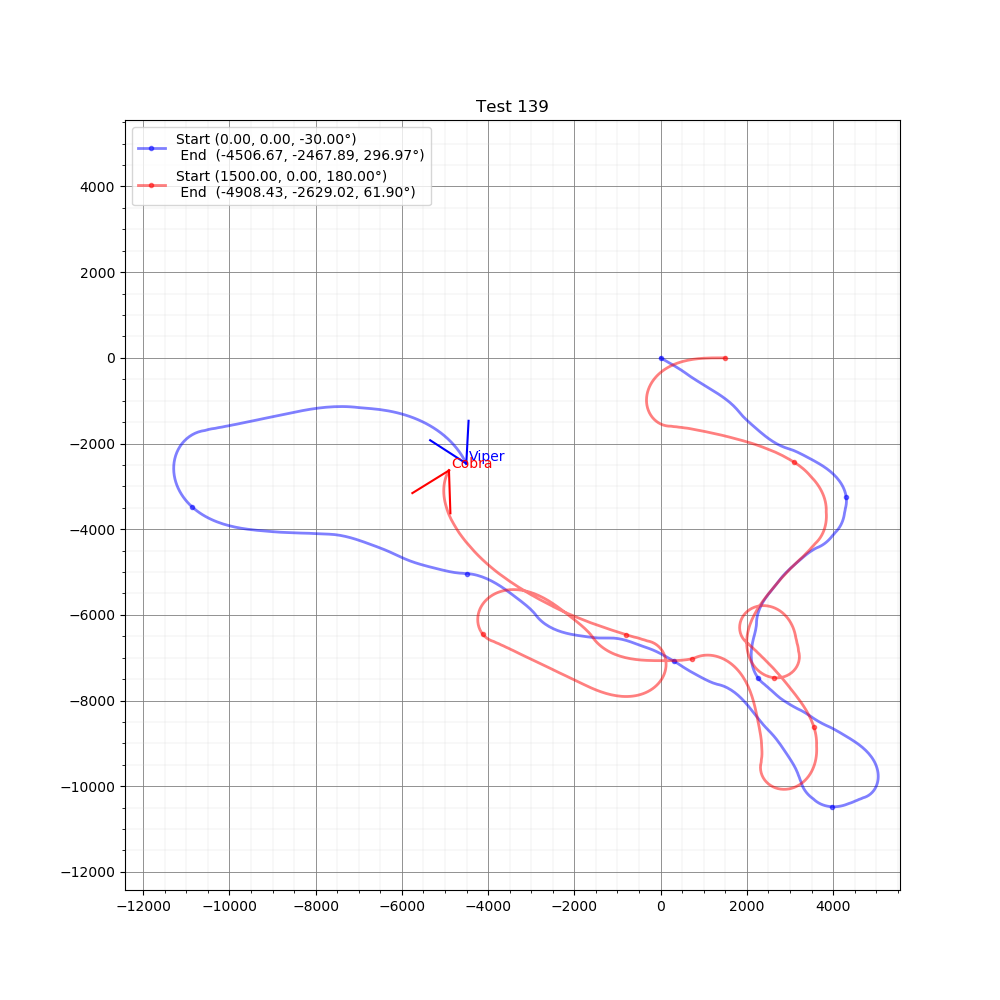 Test 139
Start (0.00, 0.00, -30.00°)
End  (-4506.67, -2467.89, 296.97°)
Start (1500.00, 0.00, 180.00°)
End  (-4908.43, -2629.02, 61.90°)
4000
2000
0
−2000
−4000
−6000
−8000
−10000
−12000
Viper
Cobra
−12000 −10000 −8000 −6000 −4000 −2000 0 2000 4000